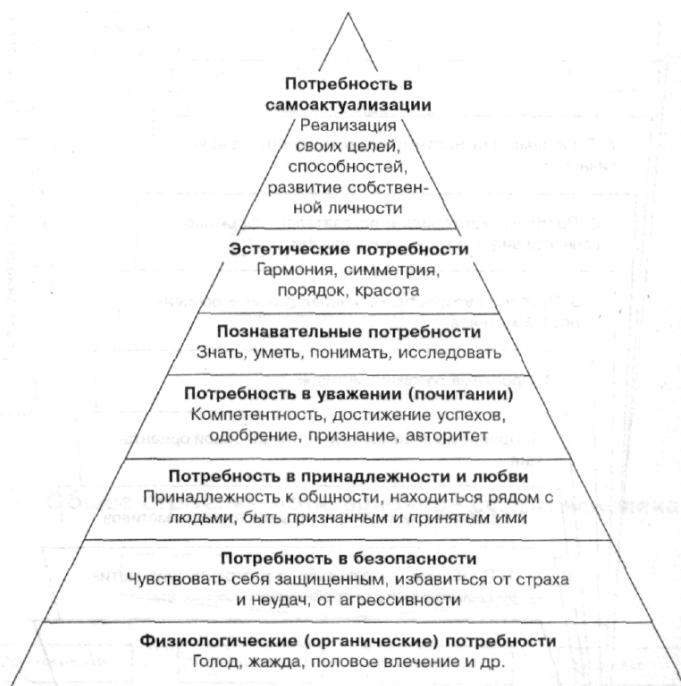 Потребность в
самоактуализации
Реализация
своих целей,
способностей,
развитие собствен-
ной личности
Эстетические потребности
Гармония, симметрия,
порядок, красота
Познавательные потребности
Знать, уметь, понимать, исследовать
Потребность в уважении (почитании)
Компетентность, достижение успехов,
одобрение, признание, авторитет
Потребность в принадлежности и любви
Принадлежность к общности, находиться рядом с
людьми, быть признанным и принятым ими
Потребность в безопасности
Чувствовать себя защищенным, избавиться от страха
и неудач, от агрессивности
Физиологические (органические) потребности
Голод, жажда, половое влечение и др.